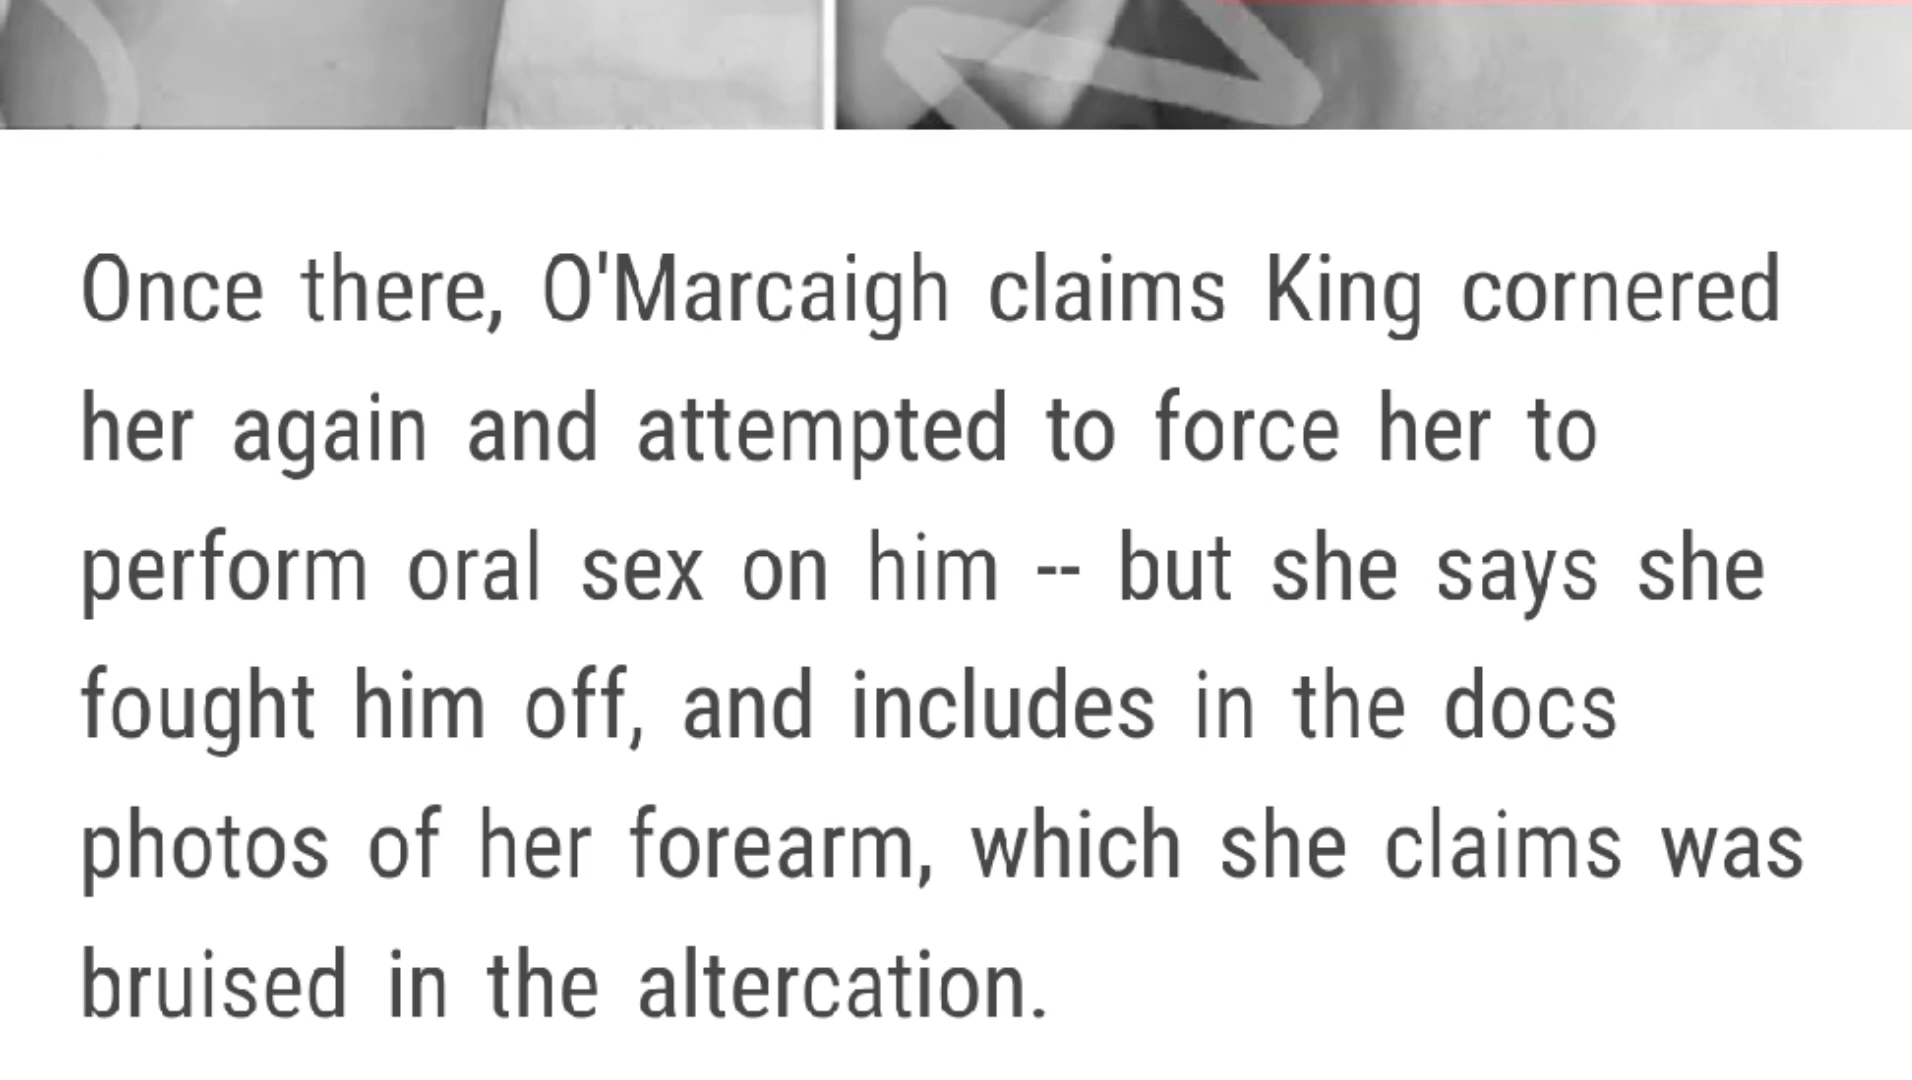 Once there, O'Marcaigh claims King cornered
her again and attempted to force her to
perform oral sex on him -- but she says she
fought him off, and includes in the docs
photos of her forearm, which she claims was
bruised in the altercation.